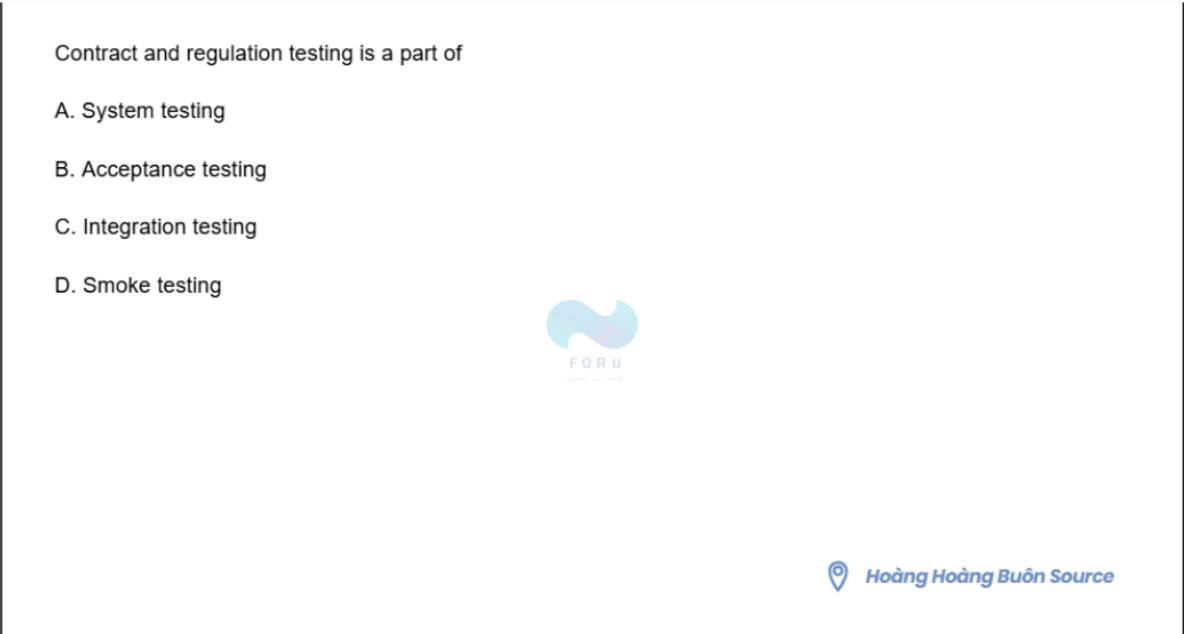 Contract and regulation testing is a part of
A. System testing
B. Acceptance testing
C. Integration testing
D. Smoke testing
FORU
Hoàng Hoàng Buôn Source